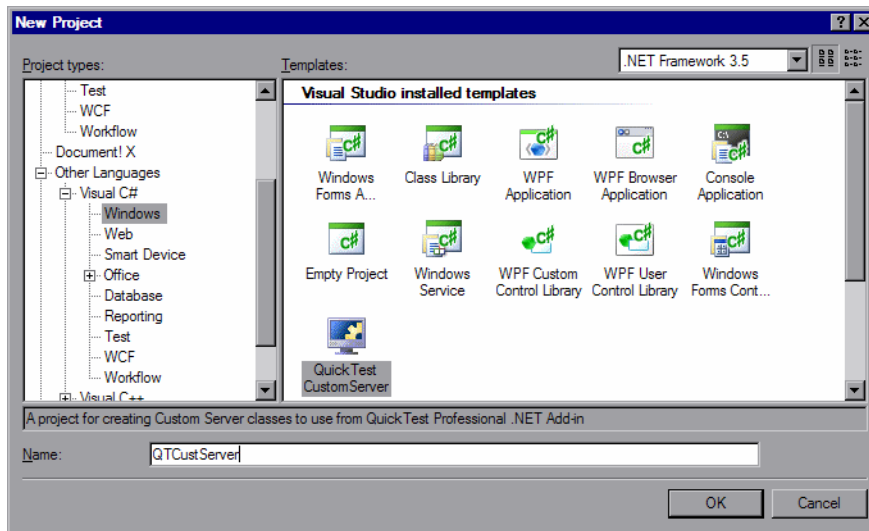 New Project
Project types:
Templates:
.NET Framework 3.5
Test
WCF
Workflow
Document! X
Other Languages
Visual C#
Windows
Web
Smart Device
Office
Database
Reporting
Test
WCF
Workflow
Visual C++
Visual Studio installed templates
Windows Forms A...
Class Library
WPF Application
WPF Browser Application
Console Application
Empty Project
Windows Service
WPF Custom Control Library
WPF User Control Library
Windows Forms Cont...
QuickTest CustomServer
A project for creating Custom Server classes to use from QuickTest Professional .NET Add-in
Name:
QTCustServer
OK
Cancel